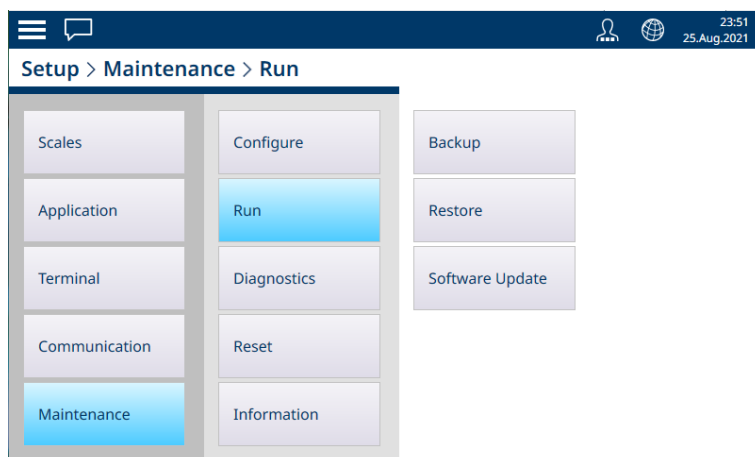 23:51
25.Aug.2021
Setup > Maintenance > Run
Scales
Configure
Backup
Application
Run
Restore
Terminal
Diagnostics
Software Update
Communication
Reset
Maintenance
Information